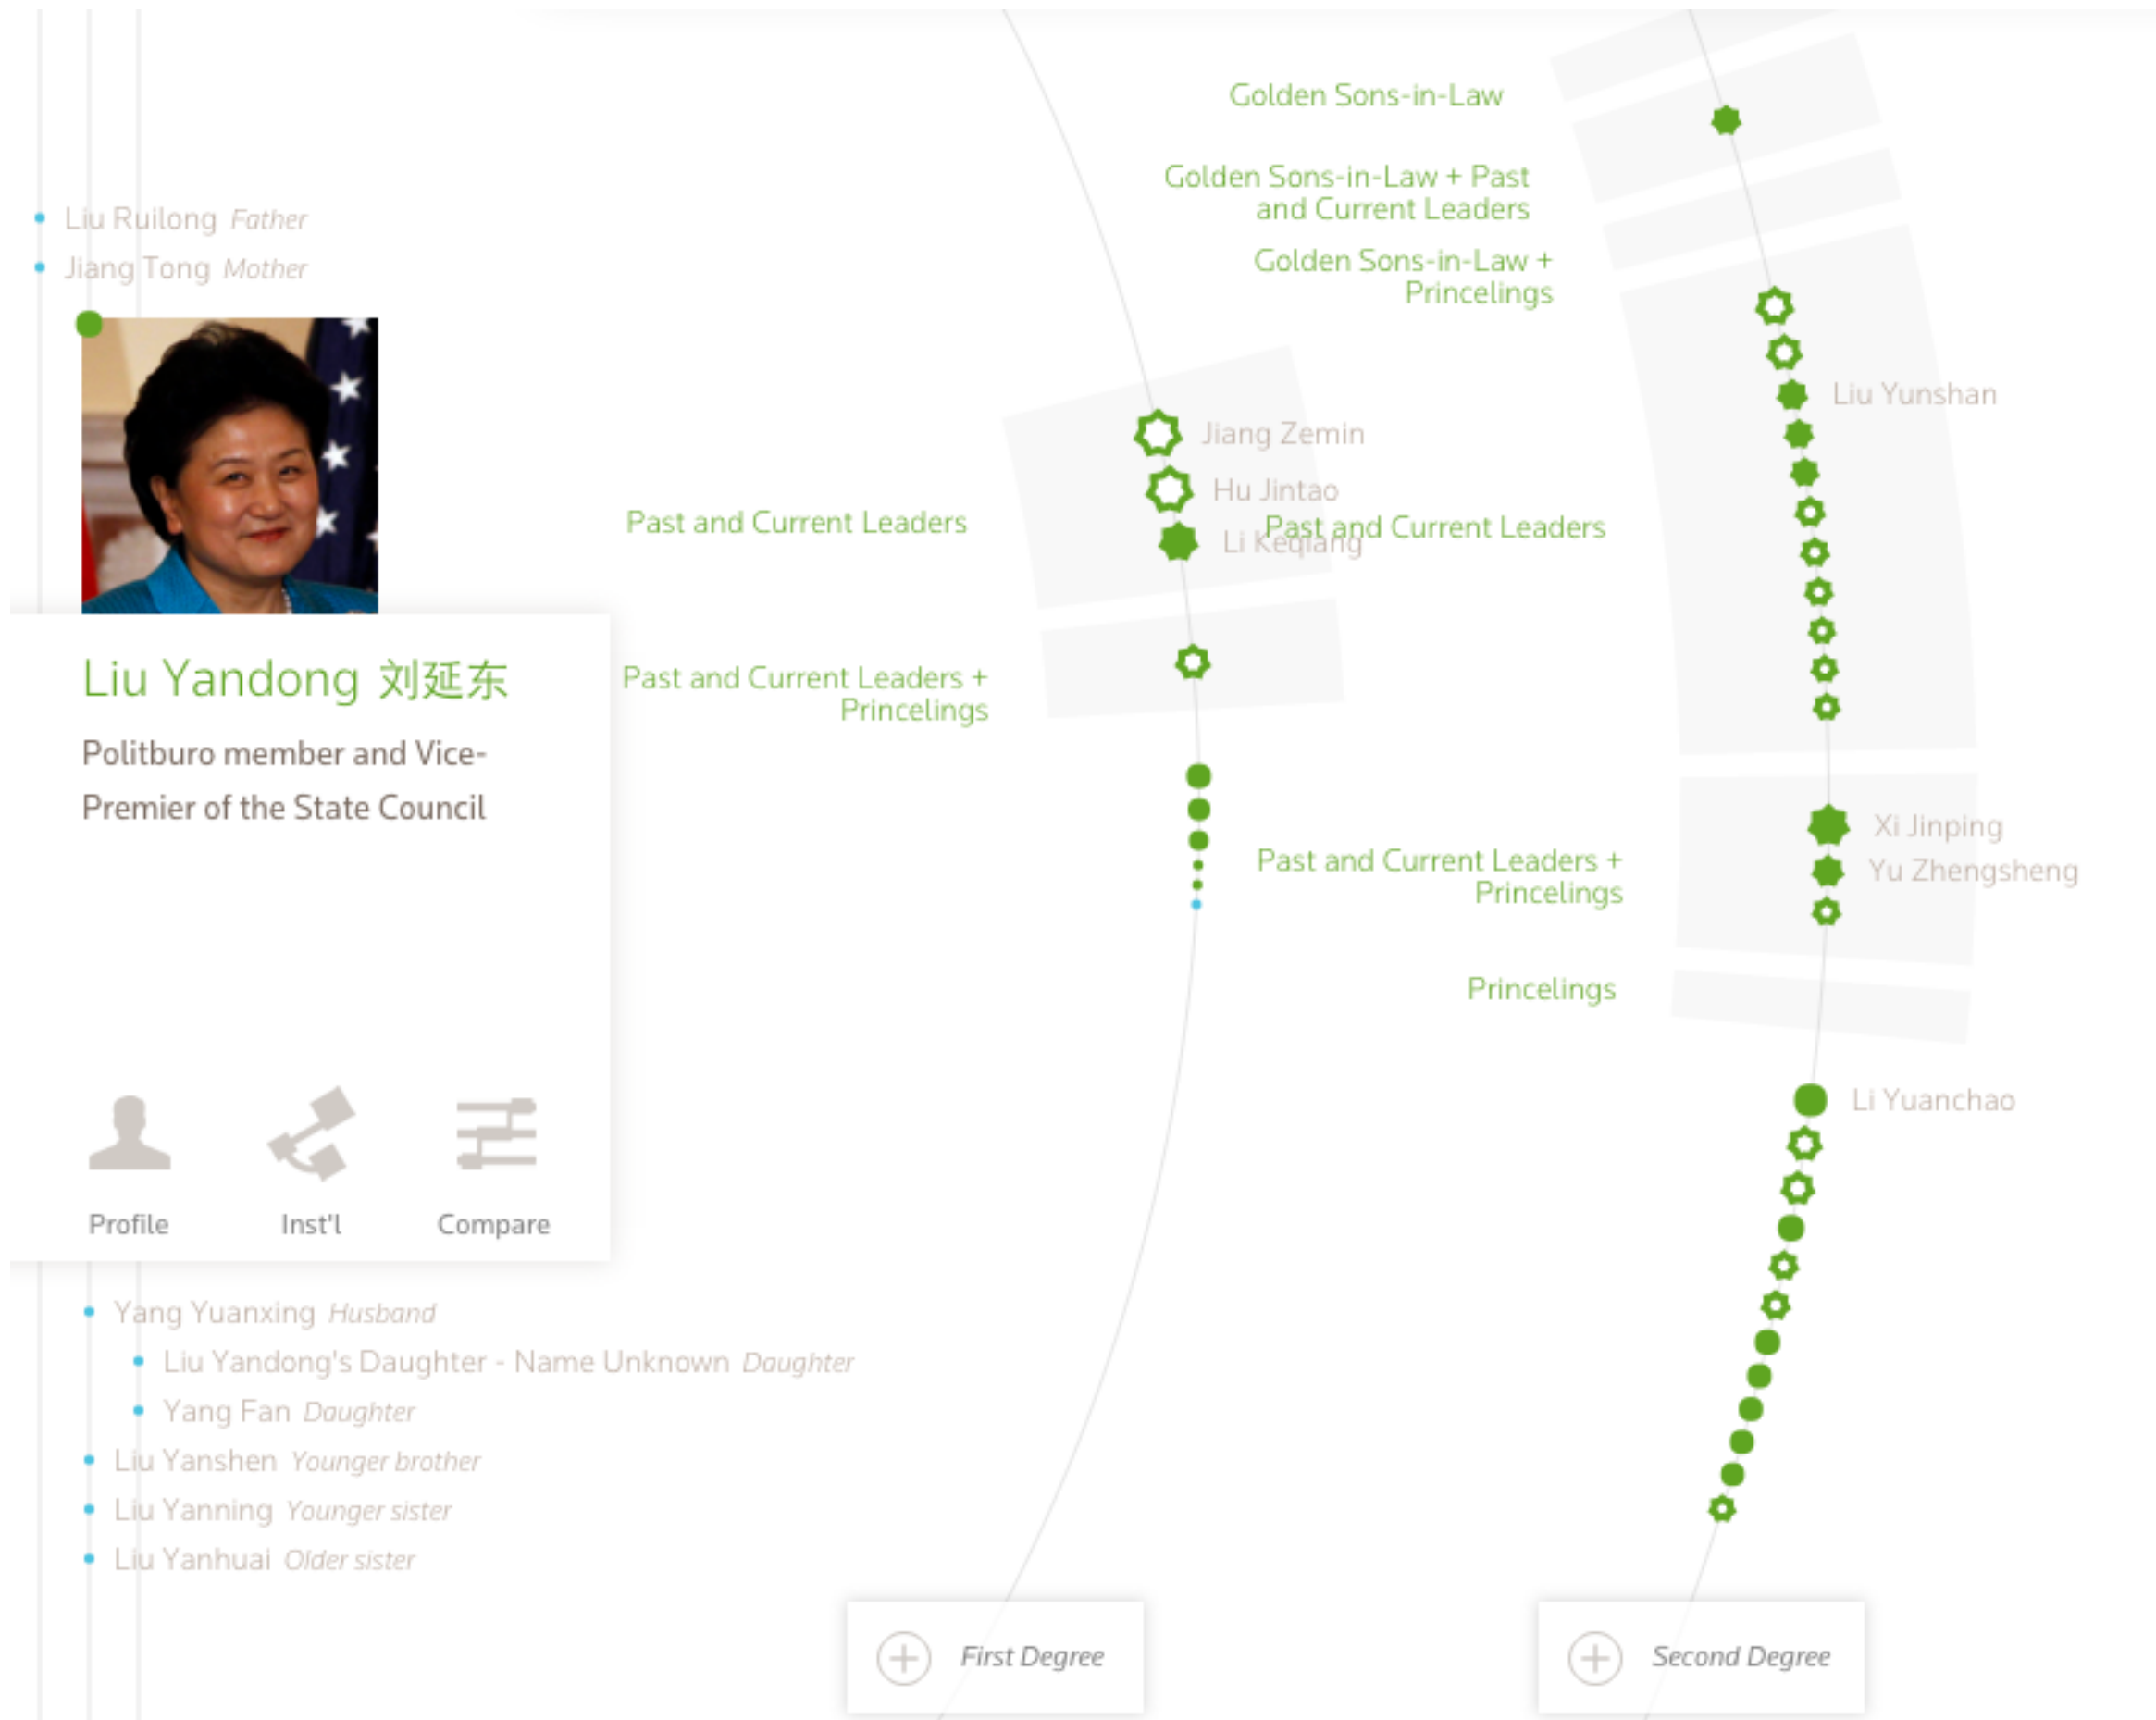 Liu Ruilong Father
Jiang Tong Mother
Liu Yandong 刘延东
Politburo member and Vice-
Premier of the State Council
Profile
Inst'l
Compare
Yang Yuanxing Husband
Liu Yandong's Daughter - Name Unknown Daughter
Yang Fan Daughter
Liu Yanshen Younger brother
Liu Yanning Younger sister
Liu Yanhuai Older sister
Past and Current Leaders
Jiang Zemin
Hu Jintao
Li Keqiang
Past and Current Leaders +
Princelings
First Degree
Golden Sons-in-Law
Golden Sons-in-Law + Past
and Current Leaders
Golden Sons-in-Law +
Princelings
Liu Yunshan
Past and Current Leaders
Xi Jinping
Yu Zhengsheng
Past and Current Leaders +
Princelings
Princelings
Li Yuanchao
Second Degree